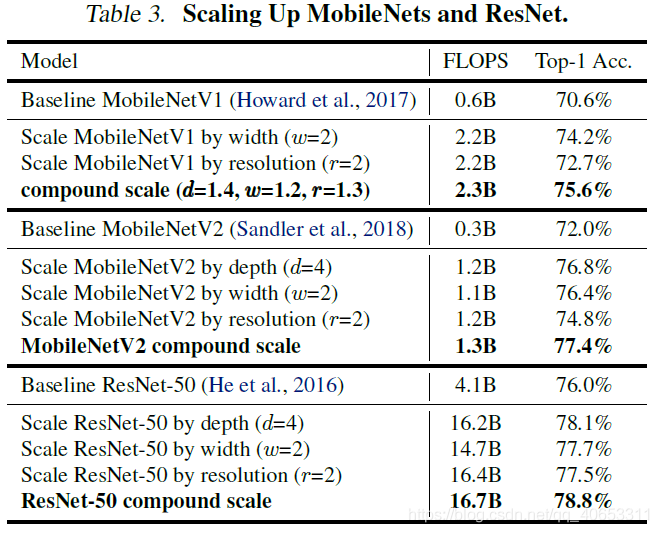 Table 3. Scaling Up MobileNets and ResNet.
Model FLOPS Top-1 Acc.
Baseline MobileNetV1 (Howard et al., 2017) 0.6B 70.6%
Scale MobileNetV1 by width (w=2) 2.2B 74.2%
Scale MobileNetV1 by resolution (r=2) 2.2B 72.7%
compound scale (d=1.4, w=1.2, r=1.3) 2.3B 75.6%
Baseline MobileNetV2 (Sandler et al., 2018) 0.3B 72.0%
Scale MobileNetV2 by depth (d=4) 1.2B 76.8%
Scale MobileNetV2 by width (w=2) 1.1B 76.4%
Scale MobileNetV2 by resolution (r=2) 1.2B 74.8%
MobileNetV2 compound scale 1.3B 77.4%
Baseline ResNet-50 (He et al., 2016) 4.1B 76.0%
Scale ResNet-50 by depth (d=4) 16.2B 78.1%
Scale ResNet-50 by width (w=2) 14.7B 77.7%
Scale ResNet-50 by resolution (r=2) 16.4B 77.5%
ResNet-50 compound scale 16.7B 78.8%
https://blog.csdn.net/qq_40653311